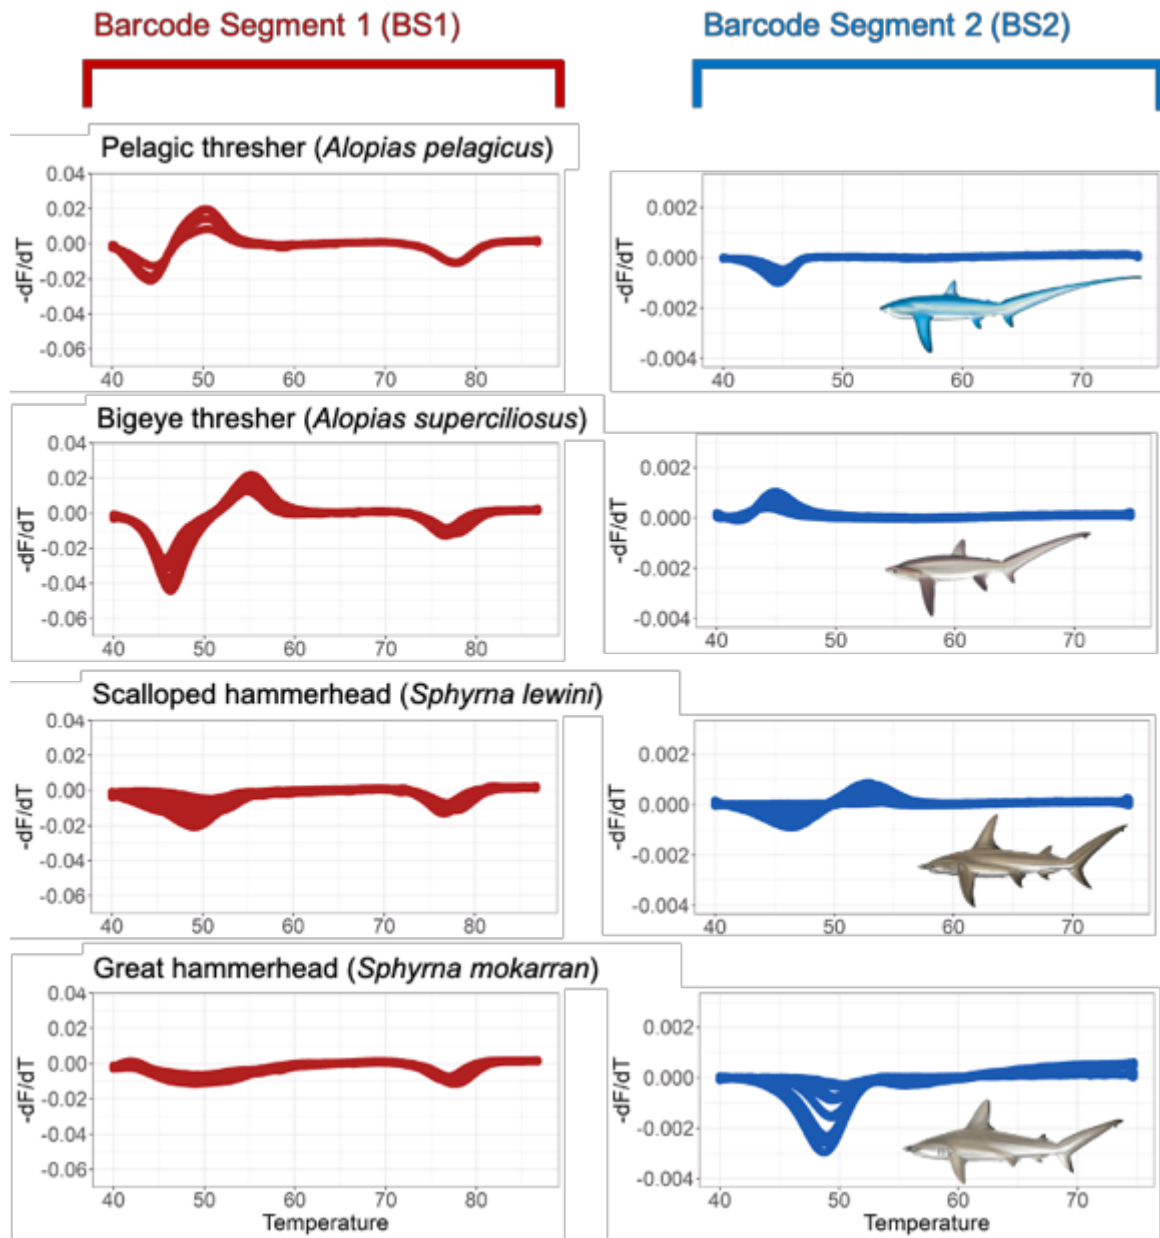 Barcode Segment 1 (BS1)
Barcode Segment 2 (BS2)
Pelagic thresher (Alopias pelagicus)
0.04
0.02
0.00
-0.02
-0.04
-0.06
-dF/dT
40 50 60 70 80
0.002
0.000
-0.002
-0.004
-dF/dT
40 50 60 70
Bigeye thresher (Alopias superciliosus)
0.04
0.02
0.00
-0.02
-0.04
-0.06
-dF/dT
40 50 60 70 80
0.002
0.000
-0.002
-0.004
-dF/dT
40 50 60 70
Scalloped hammerhead (Sphyrna lewini)
0.04
0.02
0.00
-0.02
-0.04
-0.06
-dF/dT
40 50 60 70 80
0.002
0.000
-0.002
-0.004
-dF/dT
40 50 60 70
Great hammerhead (Sphyrna mokarran)
0.04
0.02
0.00
-0.02
-0.04
-0.06
-dF/dT
40 50 60 70 80
Temperature
0.002
0.000
-0.002
-0.004
-dF/dT
40 50 60 70
Temperature